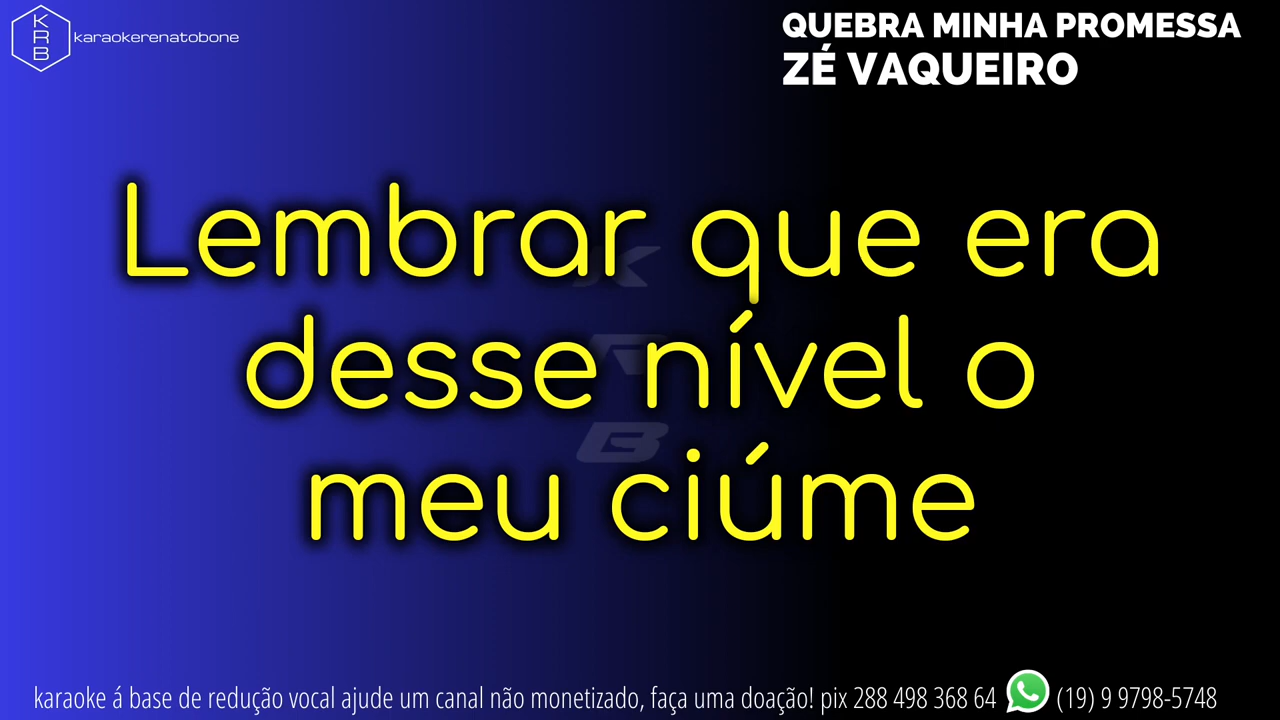 K
R
B
karaokerenatobone
QUEBRA MINHA PROMESSA
ZÉ VAQUEIRO
Lembrar que era
desse nível o
meu ciúme
K
R
B
karaoke á base de redução vocal ajude um canal não monetizado, faça uma doação! pix 288 498 368 64 (19) 9 9798-5748